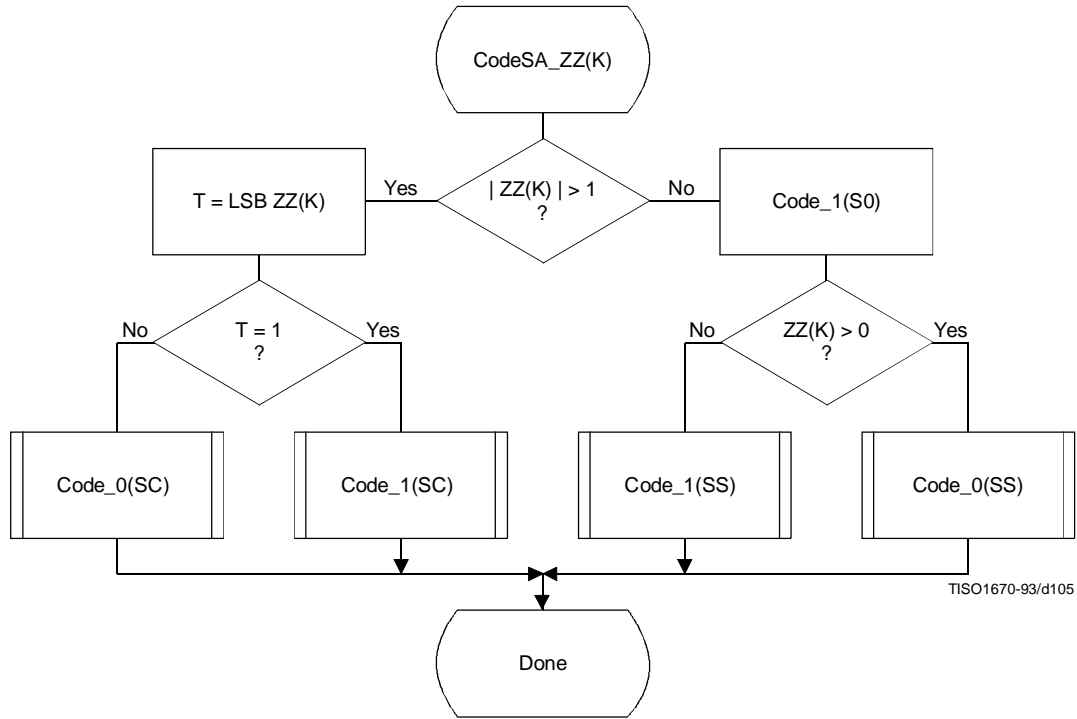 CodeSA_ZZ(K)
T = LSB ZZ(K)
Yes
| ZZ(K) | > 1
?
No
Code_1(S0)
No
T = 1
?
Yes
No
ZZ(K) > 0
?
Yes
Code_0(SC)
Code_1(SC)
Code_1(SS)
Code_0(SS)
TISO1670-93/d105
Done